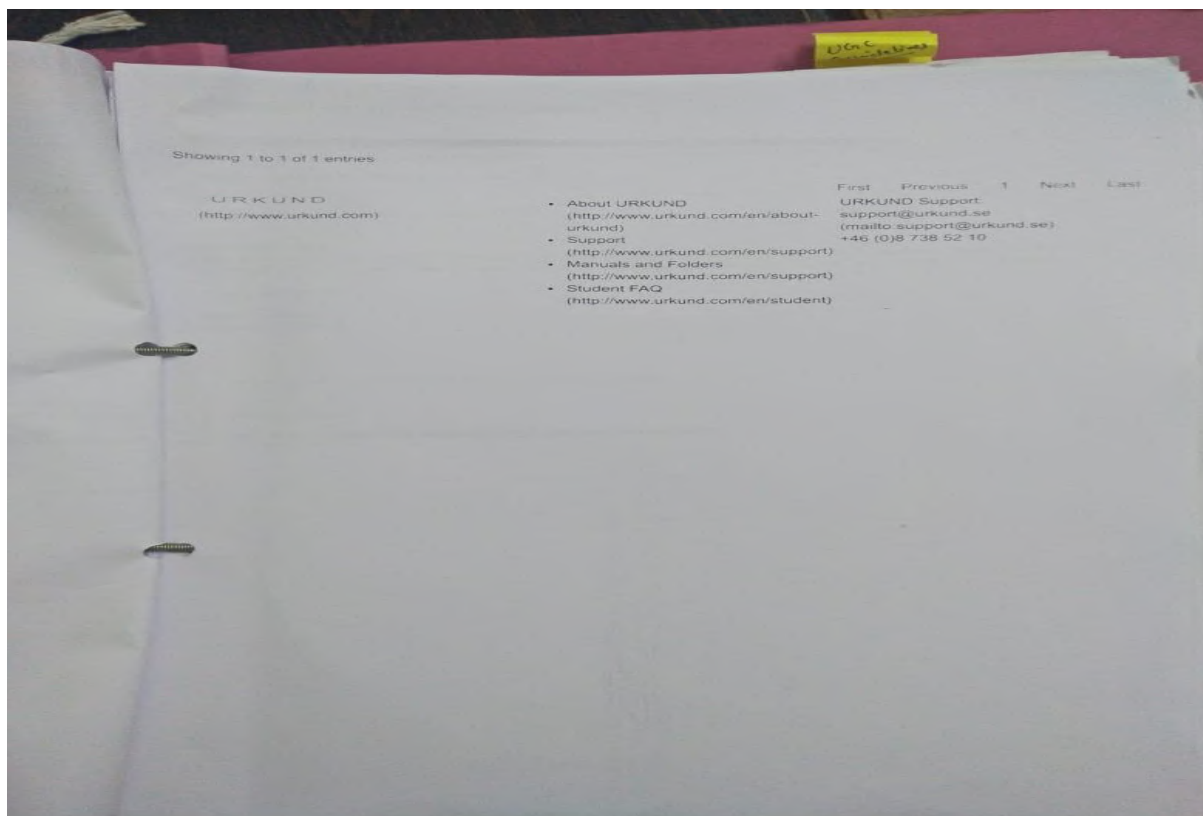 UGC
Showing 1 to 1 of 1 entries
First Previous 1 Next Last
URKUND
(http://www.urkund.com)
• About URKUND
(http://www.urkund.com/en/about-
urkund)
• Support
(http://www.urkund.com/en/support)
• Manuals and Folders
(http://www.urkund.com/en/support)
• Student FAQ
(http://www.urkund.com/en/student)
URKUND Support:
support@urkund.se
(mailto:support@urkund.se)
+46 (0)8 738 52 10